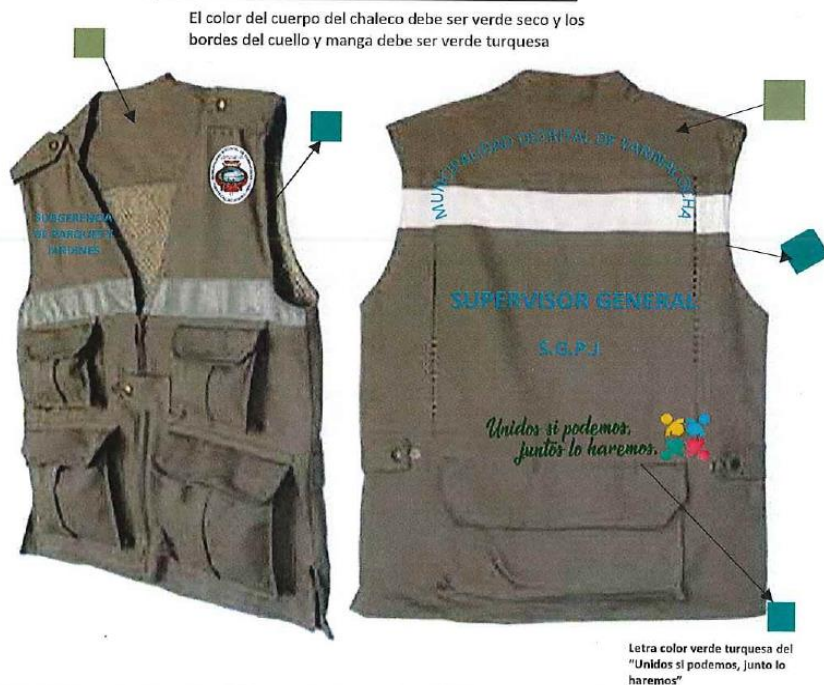 El color del cuerpo del chaleco debe ser verde seco y los
bordes del cuello y manga debe ser verde turquesa
SUBGERENCIA
DE PARQUES Y
JARDINES
MUNICIPALIDAD DISTRITAL DE YARINACOCHA
SUPERVISOR GENERAL
S.G.P.J.
Unidos si podemos,
juntos lo haremos.
Letra color verde turquesa del
"Unidos si podemos, junto lo
haremos"